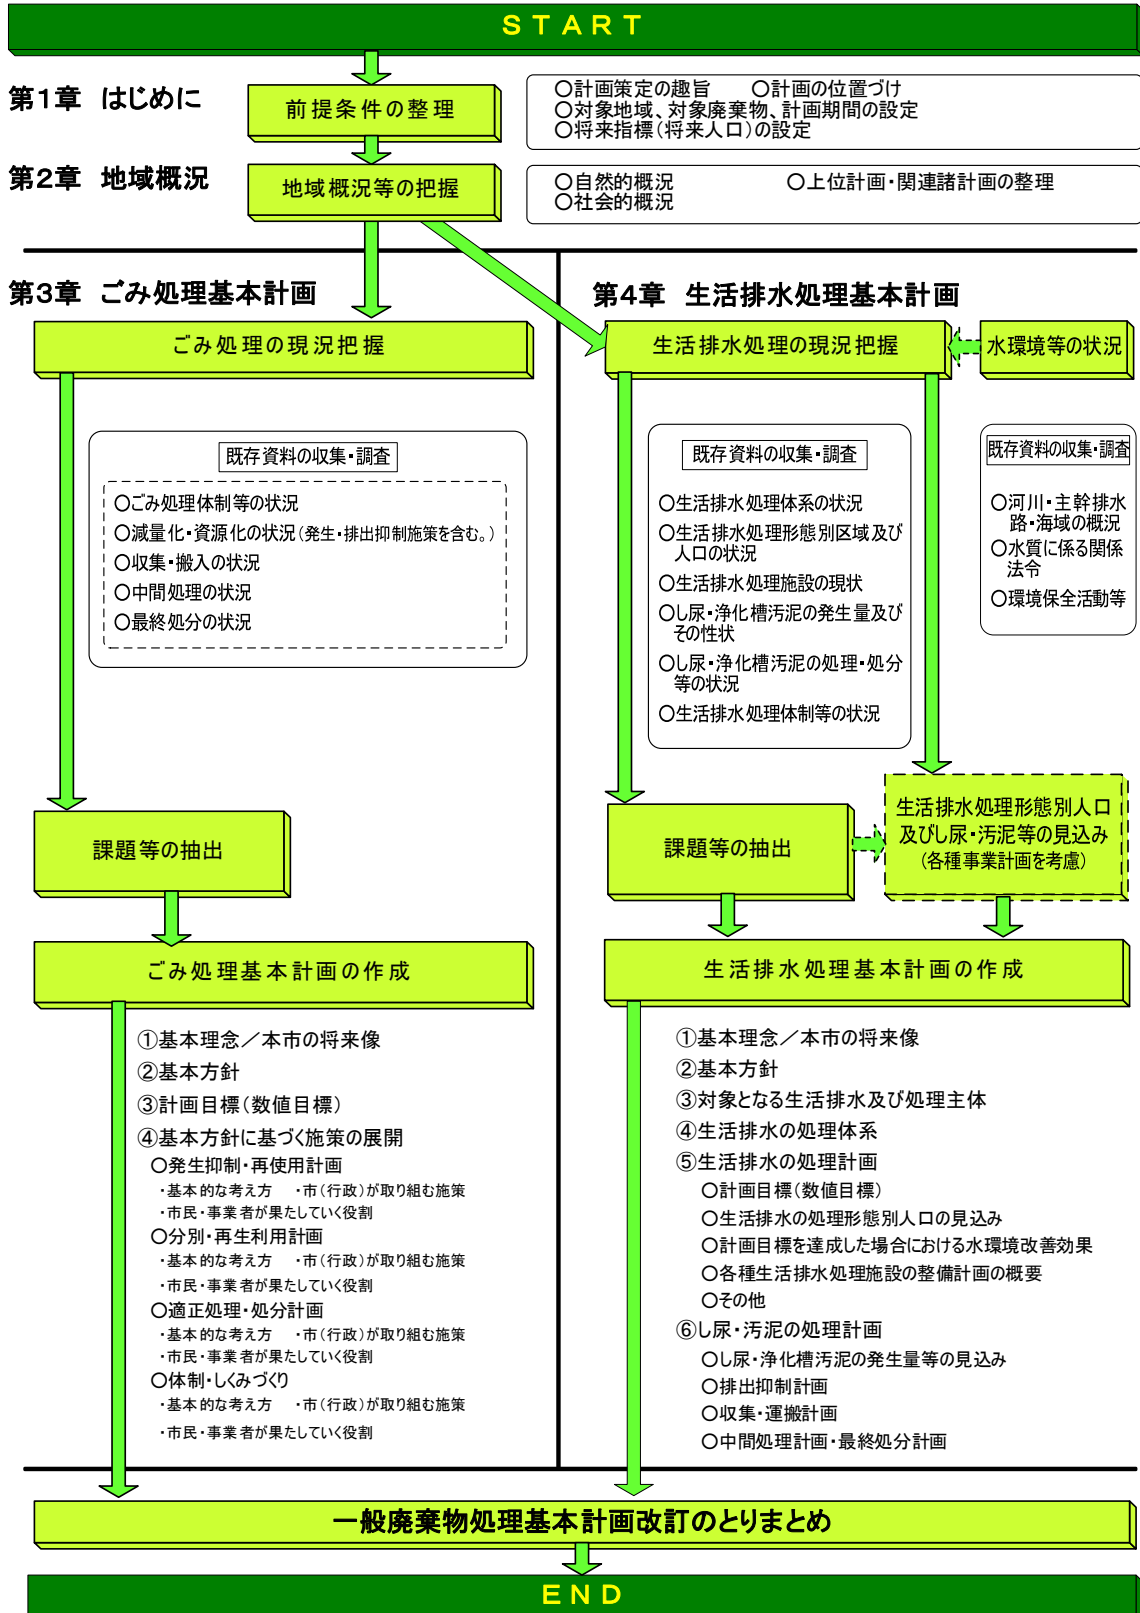 START
第1章 はじめに
前提条件の整理
○計画策定の趣旨 ○計画の位置づけ
○対象地域、対象廃棄物、計画期間の設定
○将来指標(将来人口)の設定
第2章 地域概況
地域概況等の把握
○自然的概況 ○上位計画・関連諸計画の整理
○社会的概況
第3章 ごみ処理基本計画
ごみ処理の現況把握
既存資料の収集・調査
○ごみ処理体制等の状況
○減量化・資源化の状況(発生・排出抑制施策を含む。)
○収集・搬入の状況
○中間処理の状況
○最終処分の状況
課題等の抽出
ごみ処理基本計画の作成
①基本理念／本市の将来像
②基本方針
③計画目標(数値目標)
④基本方針に基づく施策の展開
○発生抑制・再使用計画
・基本的な考え方 ・市(行政)が取り組む施策
・市民・事業者が果たしていく役割
○分別・再生利用計画
・基本的な考え方 ・市(行政)が取り組む施策
・市民・事業者が果たしていく役割
○適正処理・処分計画
・基本的な考え方 ・市(行政)が取り組む施策
・市民・事業者が果たしていく役割
○体制・しくみづくり
・基本的な考え方 ・市(行政)が取り組む施策
・市民・事業者が果たしていく役割
第4章 生活排水処理基本計画
生活排水処理の現況把握
水環境等の状況
既存資料の収集・調査
○生活排水処理体系の状況
○生活排水処理形態別区域及び
人口の状況
○生活排水処理施設の現状
○し尿・浄化槽汚泥の発生量及び
その性状
○し尿・浄化槽汚泥の処理・処分
等の状況
○生活排水処理体制等の状況
既存資料の収集・調査
○河川・主幹排水
路・海域の概況
○水質に係る関係
法令
○環境保全活動等
課題等の抽出
生活排水処理形態別人口
及びし尿・汚泥等の見込み
(各種事業計画を考慮)
生活排水処理基本計画の作成
①基本理念／本市の将来像
②基本方針
③対象となる生活排水及び処理主体
④生活排水の処理体系
⑤生活排水の処理計画
○計画目標(数値目標)
○生活排水の処理形態別人口の見込み
○計画目標を達成した場合における水環境改善効果
○各種生活排水処理施設の整備計画の概要
○その他
⑥し尿・汚泥の処理計画
○し尿・浄化槽汚泥の発生量等の見込み
○排出抑制計画
○収集・運搬計画
○中間処理計画・最終処分計画
一般廃棄物処理基本計画改訂のとりまとめ
END